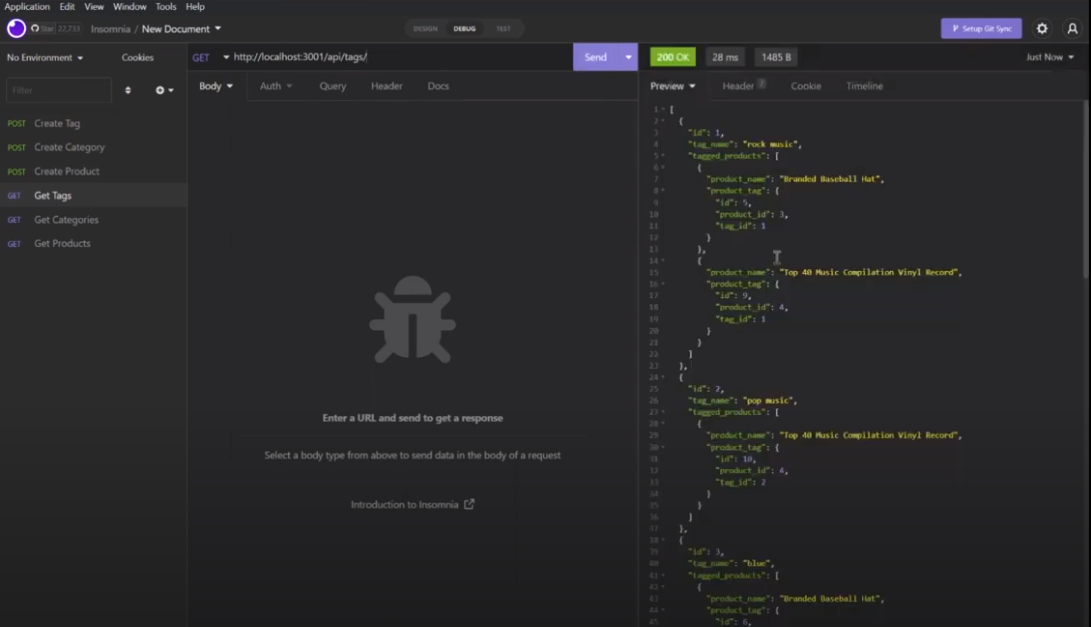 Application Edit View Window Tools Help
Star 22,733 Insomnia / New Document
DESIGN DEBUG TEST
Setup Git Sync
No Environment Cookies
GET http://localhost:3001/api/tags/
Send
200 OK 28 ms 1485 B Just Now
Filter
Body Auth Query Header Docs
Preview Header 7 Cookie Timeline
POST Create Tag
POST Create Category
POST Create Product
GET Get Tags
GET Get Categories
GET Get Products
Enter a URL and send to get a response
Select a body type from above to send data in the body of a request
Introduction to Insomnia
1 [
2 {
3 "id": 1,
4 "tag_name": "rock music",
5 "tagged_products": [
6 {
7 "product_name": "Branded Baseball Hat",
8 "product_tag": {
9 "id": 5,
10 "product_id": 3,
11 "tag_id": 1
12 }
13 },
14 {
15 "product_name": "Top 40 Music Compilation Vinyl Record",
16 "product_tag": {
17 "id": 9,
18 "product_id": 4,
19 "tag_id": 1
20 }
21 }
22 ]
23 },
24 {
25 "id": 2,
26 "tag_name": "pop music",
27 "tagged_products": [
28 {
29 "product_name": "Top 40 Music Compilation Vinyl Record",
30 "product_tag": {
31 "id": 10,
32 "product_id": 4,
33 "tag_id": 2
34 }
35 }
36 ]
37 },
38 {
39 "id": 3,
40 "tag_name": "blue",
41 "tagged_products": [
42 {
43 "product_name": "Branded Baseball Hat",
44 "product_tag": {
45 "id": 6,